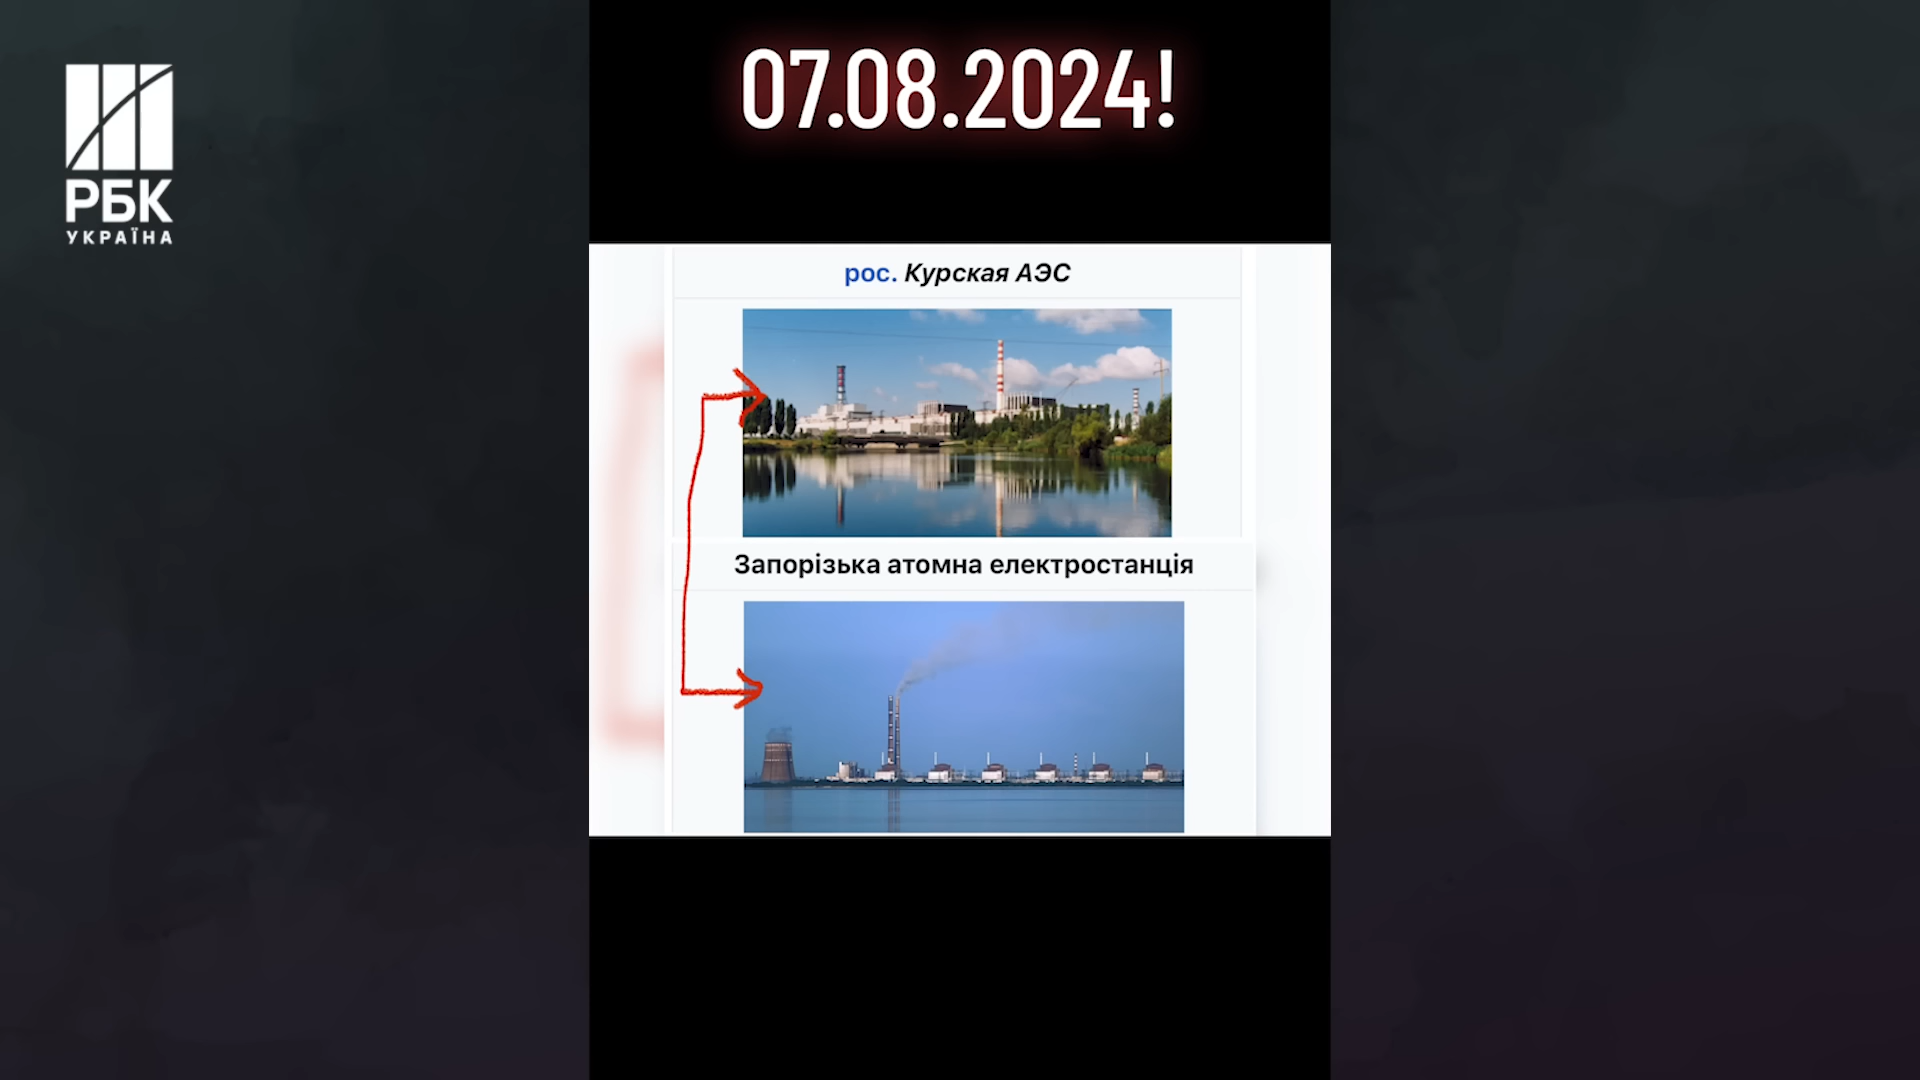 07.08.2024!
РБК
УКРАЇНА
рос. Курская АЭС
Запорізька атомна електростанція